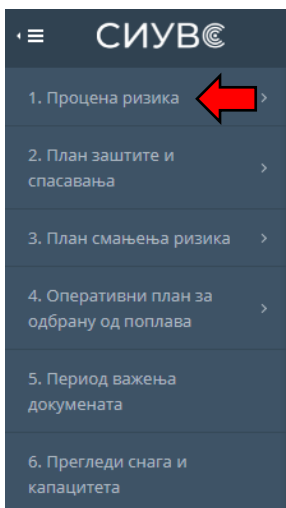 СИУВС
1. Процена ризика
2. План заштите и
спасавања
3. План смањења ризика
4. Оперативни план за
одбрану од поплава
5. Период важења
докумената
6. Прегледи снага и
капацитета